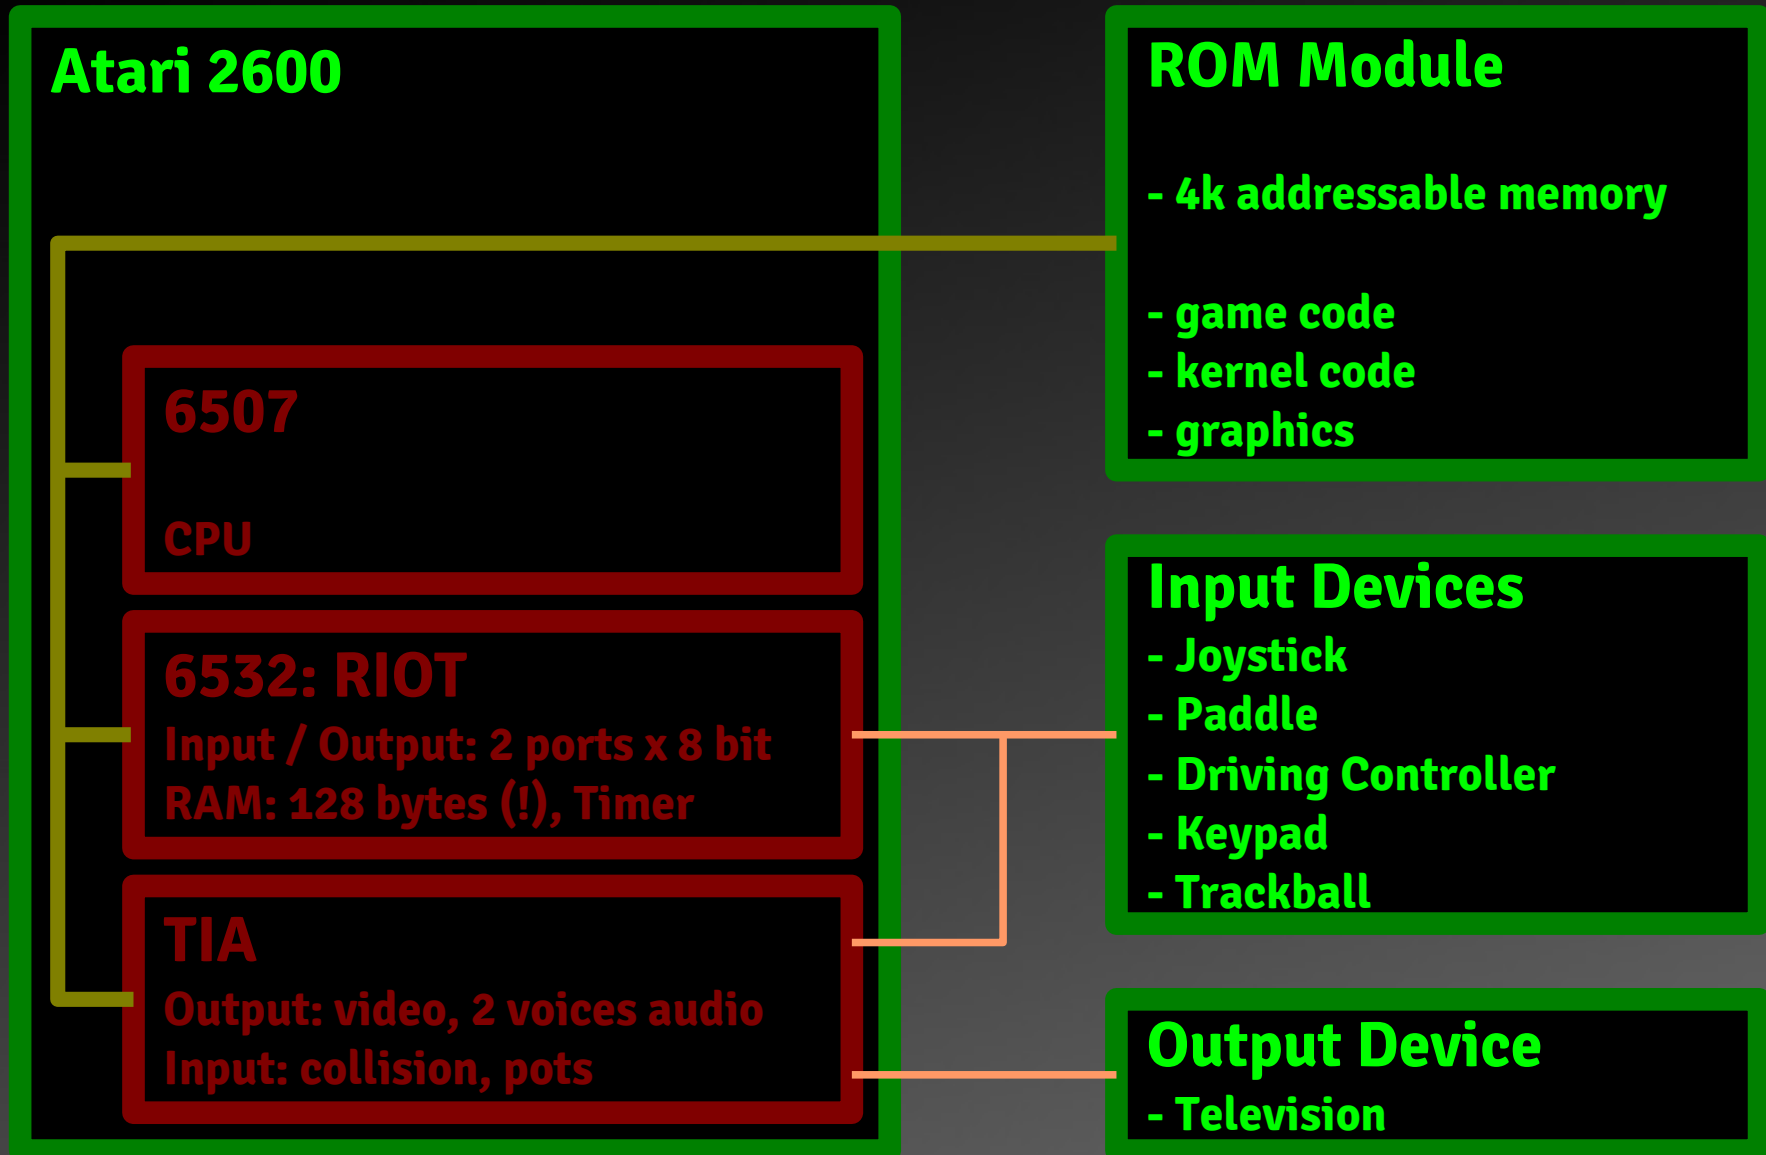 Atari 2600
6507
CPU
6532: RIOT
Input / Output: 2 ports x 8 bit
RAM: 128 bytes (!), Timer
TIA
Output: video, 2 voices audio
Input: collision, pots
ROM Module
- 4k addressable memory
- game code
- kernel code
- graphics
Input Devices
- Joystick
- Paddle
- Driving Controller
- Keypad
- Trackball
Output Device
- Television